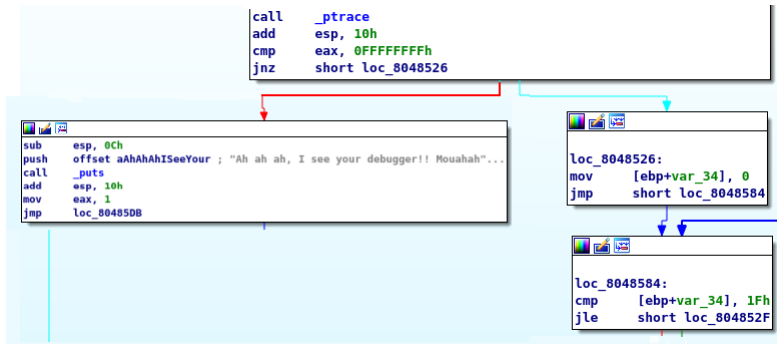 call    _ptrace
add     esp, 10h
cmp     eax, 0FFFFFFFFh
jnz     short loc_8048526
sub     esp, 0Ch
push    offset aAhAhAhISeeYour ; "Ah ah ah, I see your debugger!! Mouahah"...
call    _puts
add     esp, 10h
mov     eax, 1
jmp     loc_80485DB
loc_8048526:
mov     [ebp+var_34], 0
jmp     short loc_8048584
loc_8048584:
cmp     [ebp+var_34], 1Fh
jle     short loc_804852F